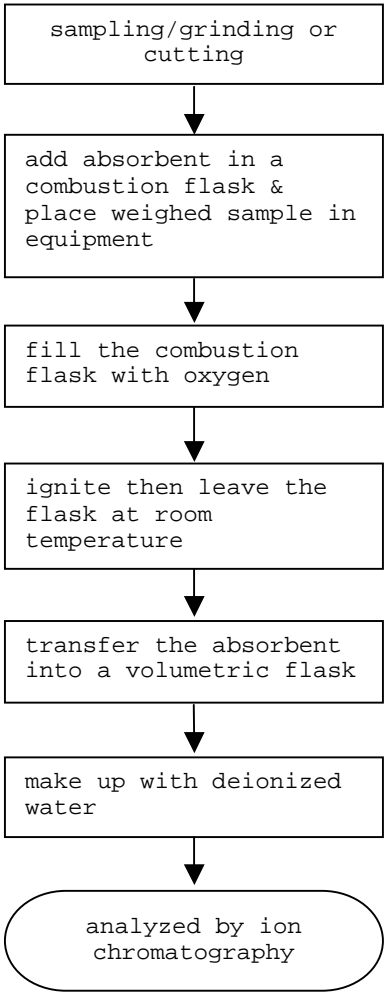 sampling/grinding or
cutting
add absorbent in a
combustion flask &
place weighed sample in
equipment
fill the combustion
flask with oxygen
ignite then leave the
flask at room
temperature
transfer the absorbent
into a volumetric flask
make up with deionized
water
analyzed by ion
chromatography